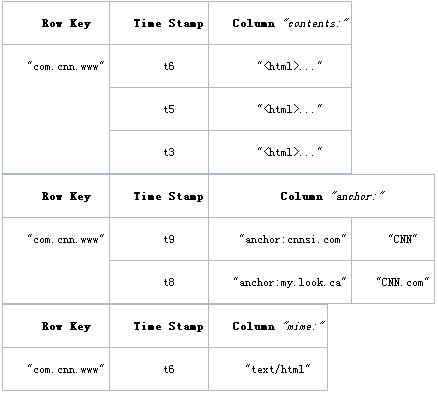 Row Key Time Stamp Column "contents:"
"com.cnn.www" t6 "<html>..."
t5 "<html>..."
t3 "<html>..."
Row Key Time Stamp Column "anchor:"
"com.cnn.www" t9 "anchor:cnnsi.com" "CNN"
t8 "anchor:my.look.ca" "CNN.com"
Row Key Time Stamp Column "mime:"
"com.cnn.www" t6 "text/html"